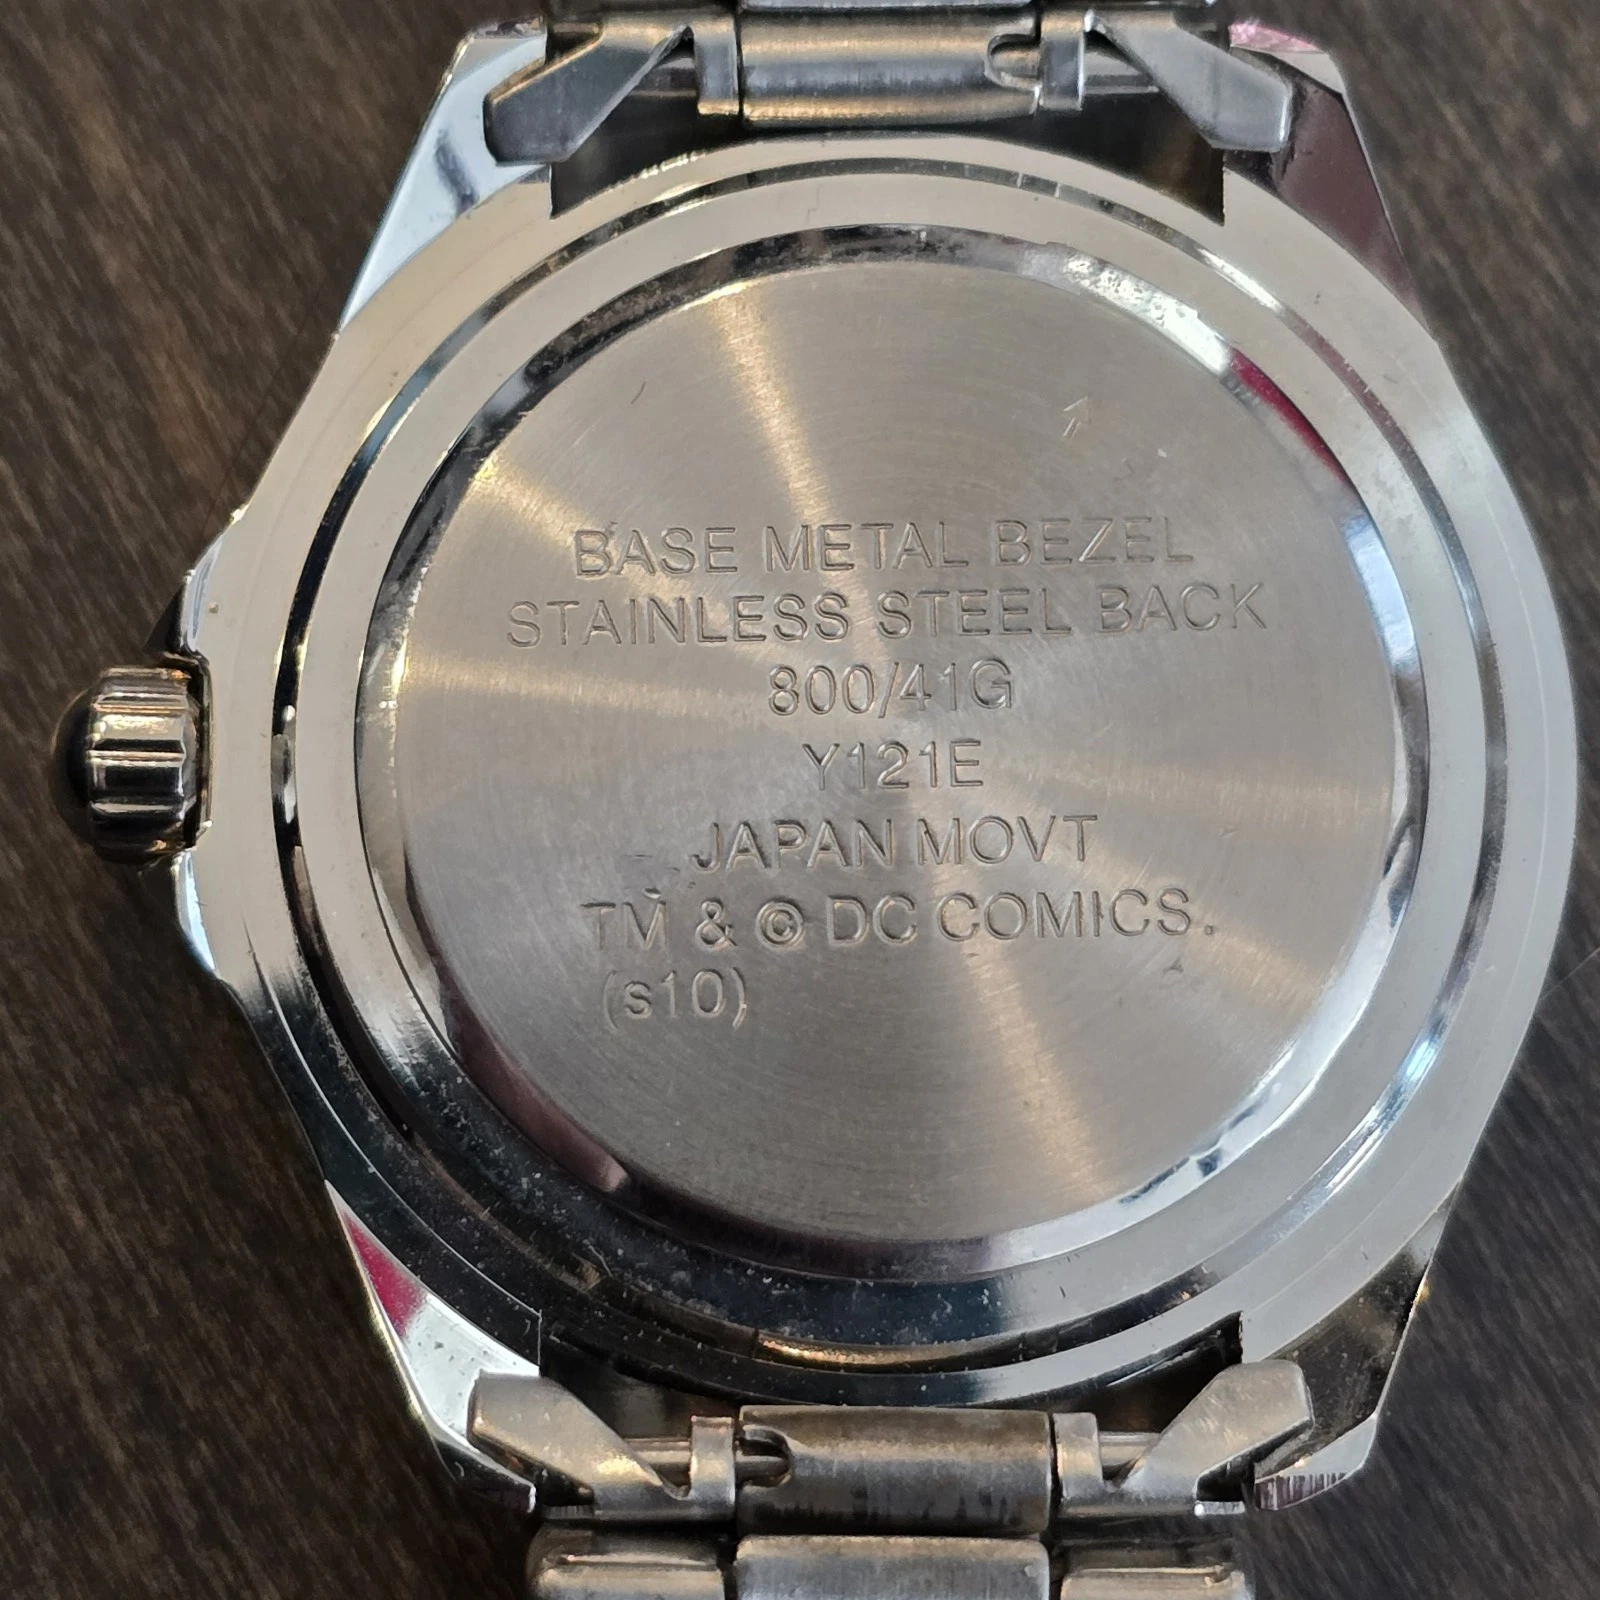 BASE METAL BEZEL
STAINLESS STEEL BACK
800/41G
Y121E
JAPAN MOVT
TM & © DC COMICS.
(s10)